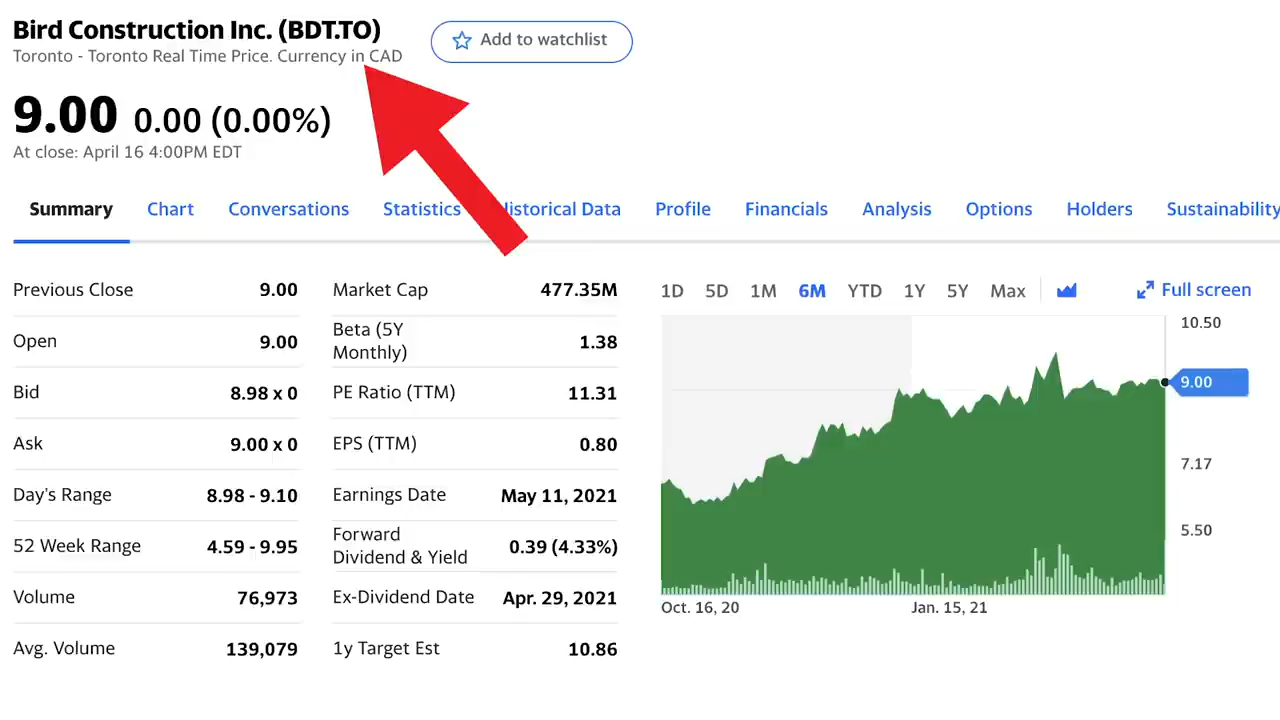 Bird Construction Inc. (BDT.TO)
Toronto - Toronto Real Time Price. Currency in CAD
Add to watchlist
9.00 0.00 (0.00%)
At close: April 16 4:00PM EDT
Summary Chart Conversations Statistics Historical Data Profile Financials Analysis Options Holders Sustainability
Previous Close 9.00
Open 9.00
Bid 8.98 x 0
Ask 9.00 x 0
Day's Range 8.98 - 9.10
52 Week Range 4.59 - 9.95
Volume 76,973
Avg. Volume 139,079
Market Cap 477.35M
Beta (5Y
Monthly) 1.38
PE Ratio (TTM) 11.31
EPS (TTM) 0.80
Earnings Date May 11, 2021
Forward
Dividend & Yield 0.39 (4.33%)
Ex-Dividend Date Apr. 29, 2021
1y Target Est 10.86
1D 5D 1M 6M YTD 1Y 5Y Max
Full screen
10.50
9.00
7.17
5.50
Oct. 16, 20 Jan. 15, 21